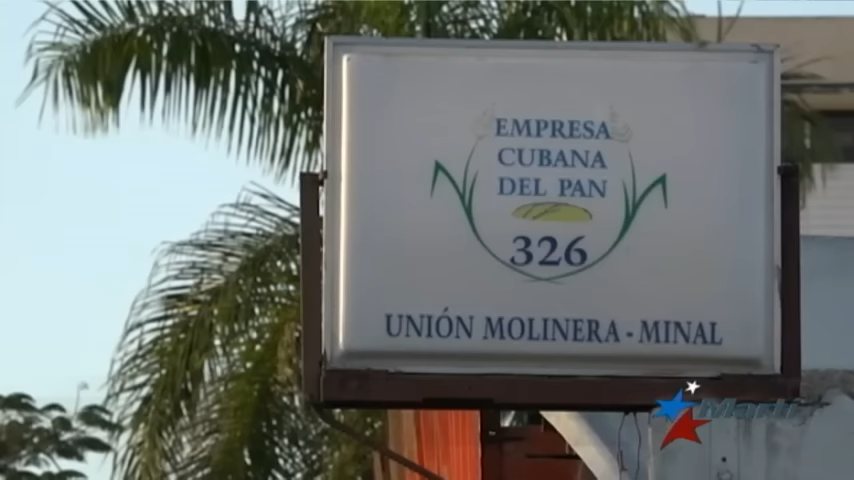 EMPRESA
CUBANA
DEL PAN
326
UNIÓN MOLINERA - MINAL
Martí